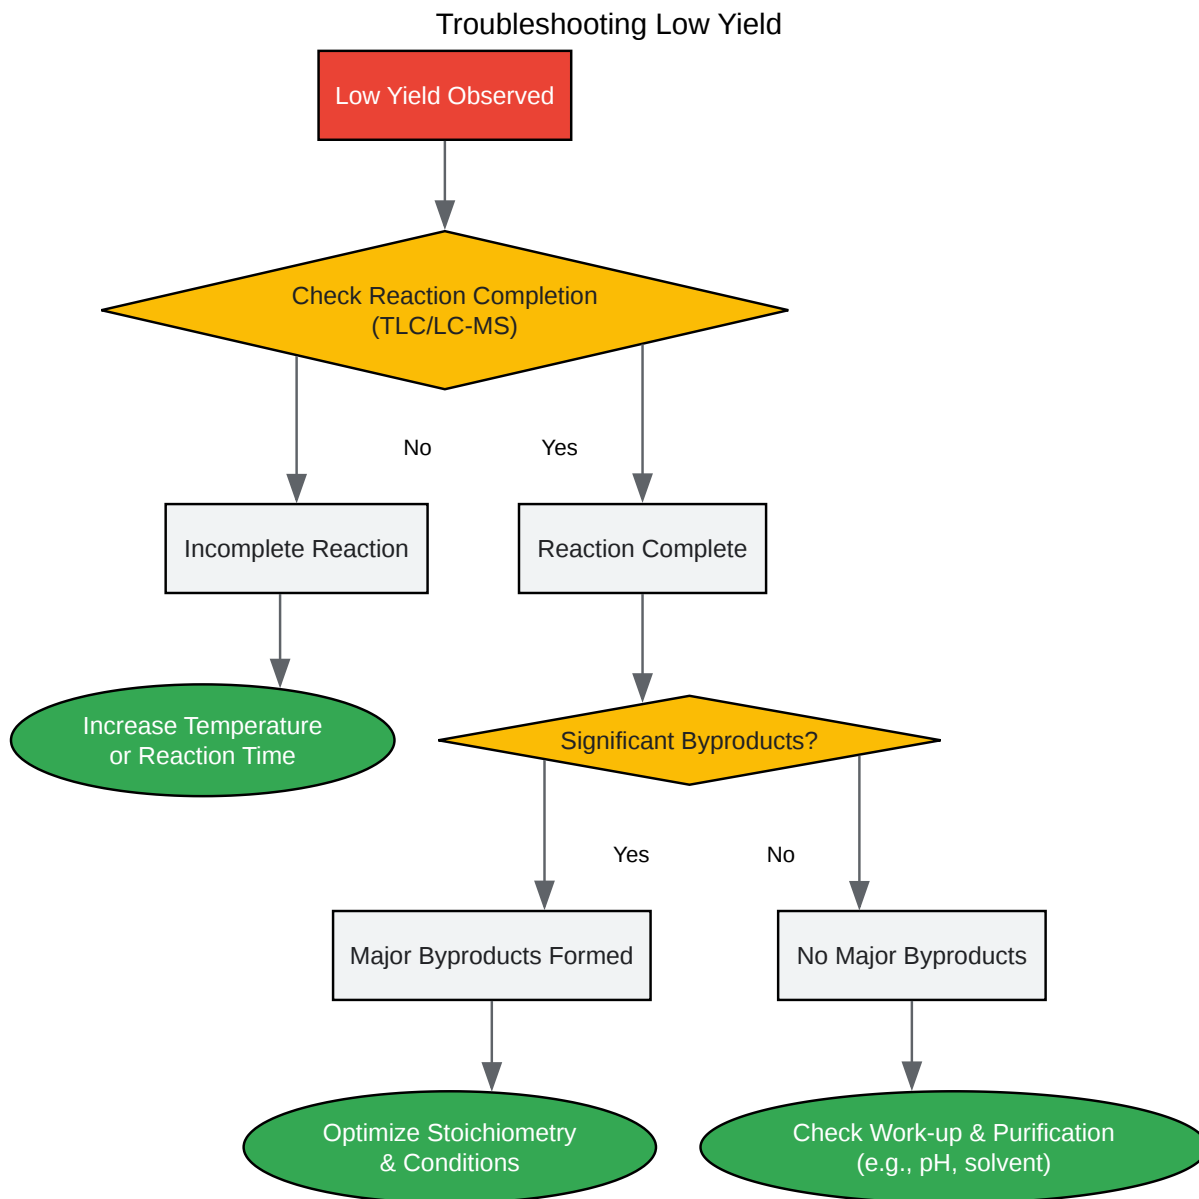 Troubleshooting Low Yield
Low Yield Observed
Check Reaction Completion
(TLC/LC-MS)
No
Yes
Incomplete Reaction
Reaction Complete
Increase Temperature
or Reaction Time
Significant Byproducts?
Yes
No
Major Byproducts Formed
No Major Byproducts
Optimize Stoichiometry
& Conditions
Check Work-up & Purification
(e.g., pH, solvent)